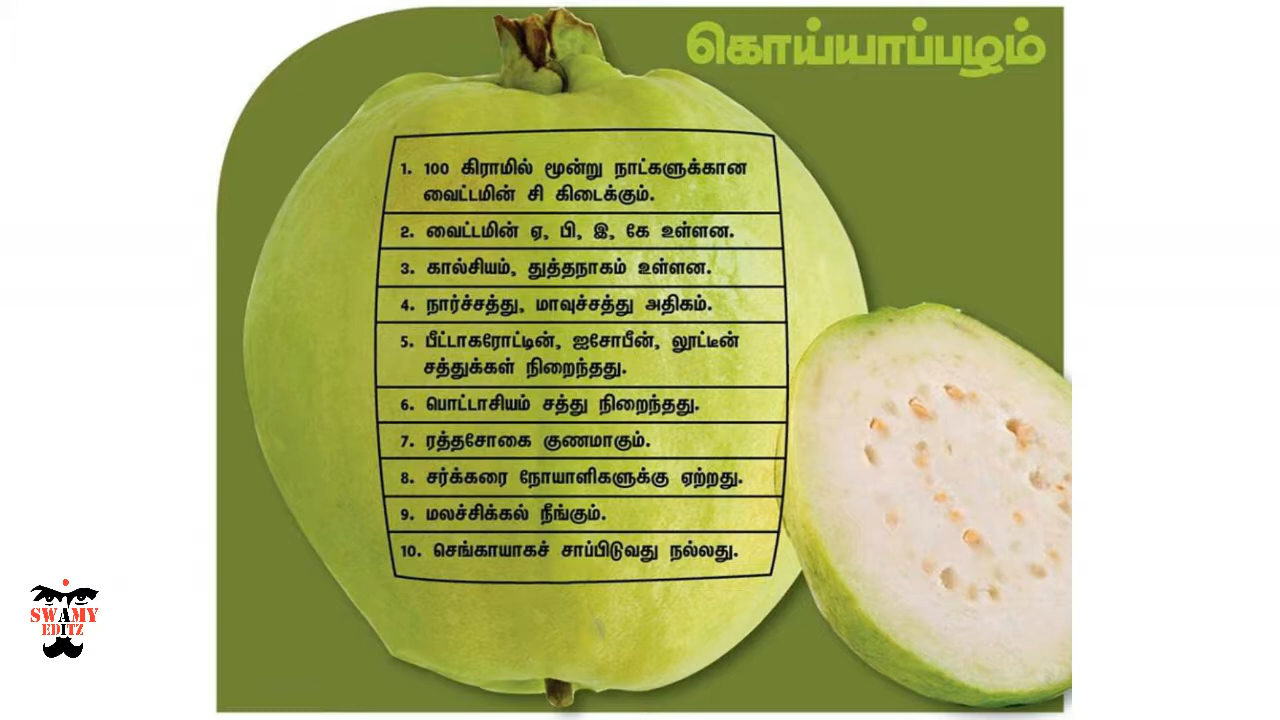 கொய்யாப்பழம்
1. 100 கிராமில் மூன்று நாட்களுக்கான
வைட்டமின் சி கிடைக்கும்.
2. வைட்டமின் ஏ, பி, இ, கே உள்ளன.
3. கால்சியம், துத்தநாகம் உள்ளன.
4. நார்ச்சத்து, மாவுச்சத்து அதிகம்.
5. பீட்டாகரோட்டின், ஐசோபீன், லூட்டீன்
சத்துக்கள் நிறைந்தது.
6. பொட்டாசியம் சத்து நிறைந்தது.
7. ரத்தசோகை குணமாகும்.
8. சர்க்கரை நோயாளிகளுக்கு ஏற்றது.
9. மலச்சிக்கல் நீங்கும்.
10. செங்காயாகச் சாப்பிடுவது நல்லது.
SWAMY
EDITZ